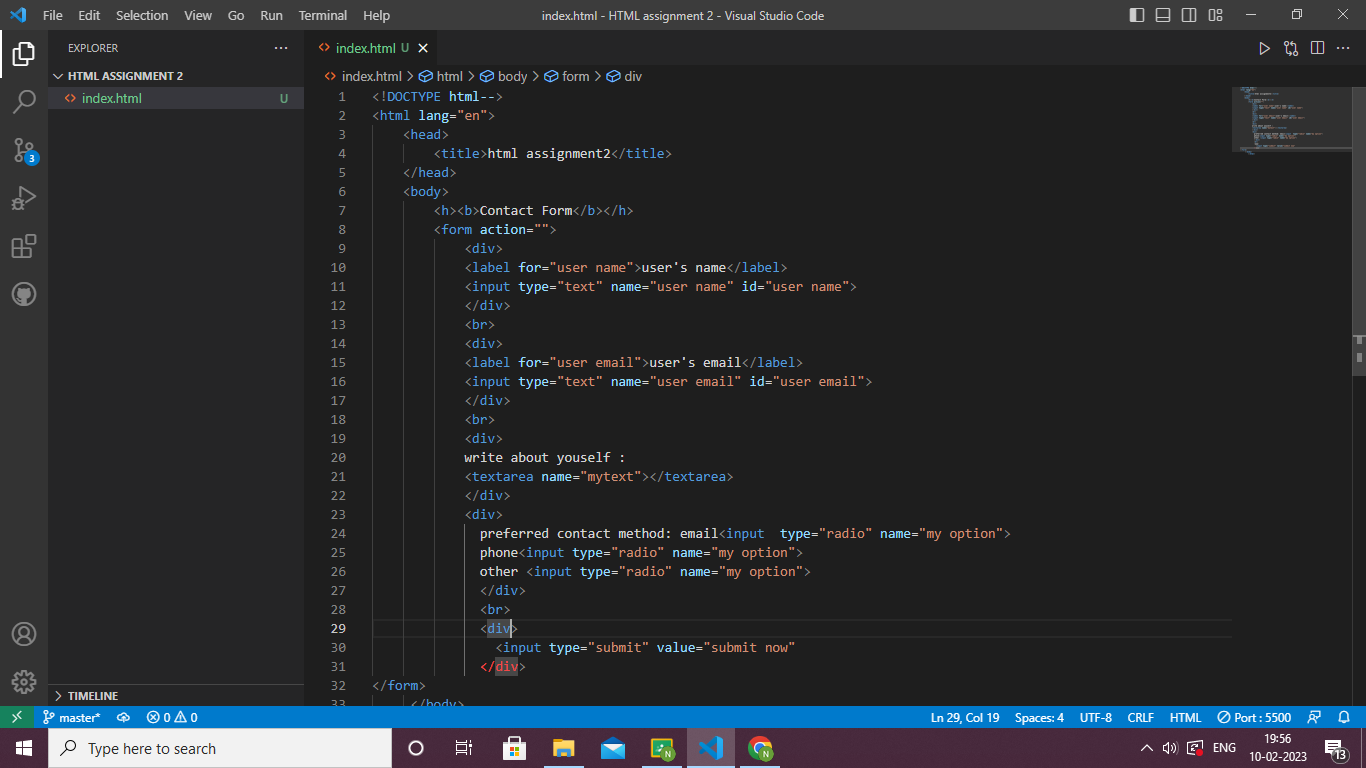 File Edit Selection View Go Run Terminal Help index.html - HTML assignment 2 - Visual Studio Code
EXPLORER
HTML ASSIGNMENT 2
index.html U
3
TIMELINE
index.html U
index.html > html > body > form > div
1 <!DOCTYPE html-->
2 <html lang="en">
3 <head>
4 <title>html assignment2</title>
5 </head>
6 <body>
7 <h><b>Contact Form</b></h>
8 <form action="">
9 <div>
10 <label for="user name">user's name</label>
11 <input type="text" name="user name" id="user name">
12 </div>
13 <br>
14 <div>
15 <label for="user email">user's email</label>
16 <input type="text" name="user email" id="user email">
17 </div>
18 <br>
19 <div>
20 write about youself :
21 <textarea name="mytext"></textarea>
22 </div>
23 <div>
24 preferred contact method: email<input  type="radio" name="my option">
25 phone<input type="radio" name="my option">
26 other <input type="radio" name="my option">
27 </div>
28 <br>
29 <div>
30 <input type="submit" value="submit now"
31 </div>
32 </form>
33 </body>
master* 0 0 Ln 29, Col 19 Spaces: 4 UTF-8 CRLF HTML Port : 5500
Type here to search
N
N
ENG
19:56
10-02-2023
13